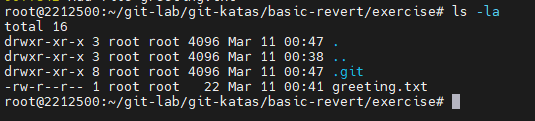 root@2212500:~/git-lab/git-katas/basic-revert/exercise# ls -la
total 16
drwxr-xr-x 3 root root 4096 Mar 11 00:47 .
drwxr-xr-x 3 root root 4096 Mar 11 00:38 ..
drwxr-xr-x 8 root root 4096 Mar 11 00:47 .git
-rw-r--r-- 1 root root   22 Mar 11 00:41 greeting.txt
root@2212500:~/git-lab/git-katas/basic-revert/exercise#